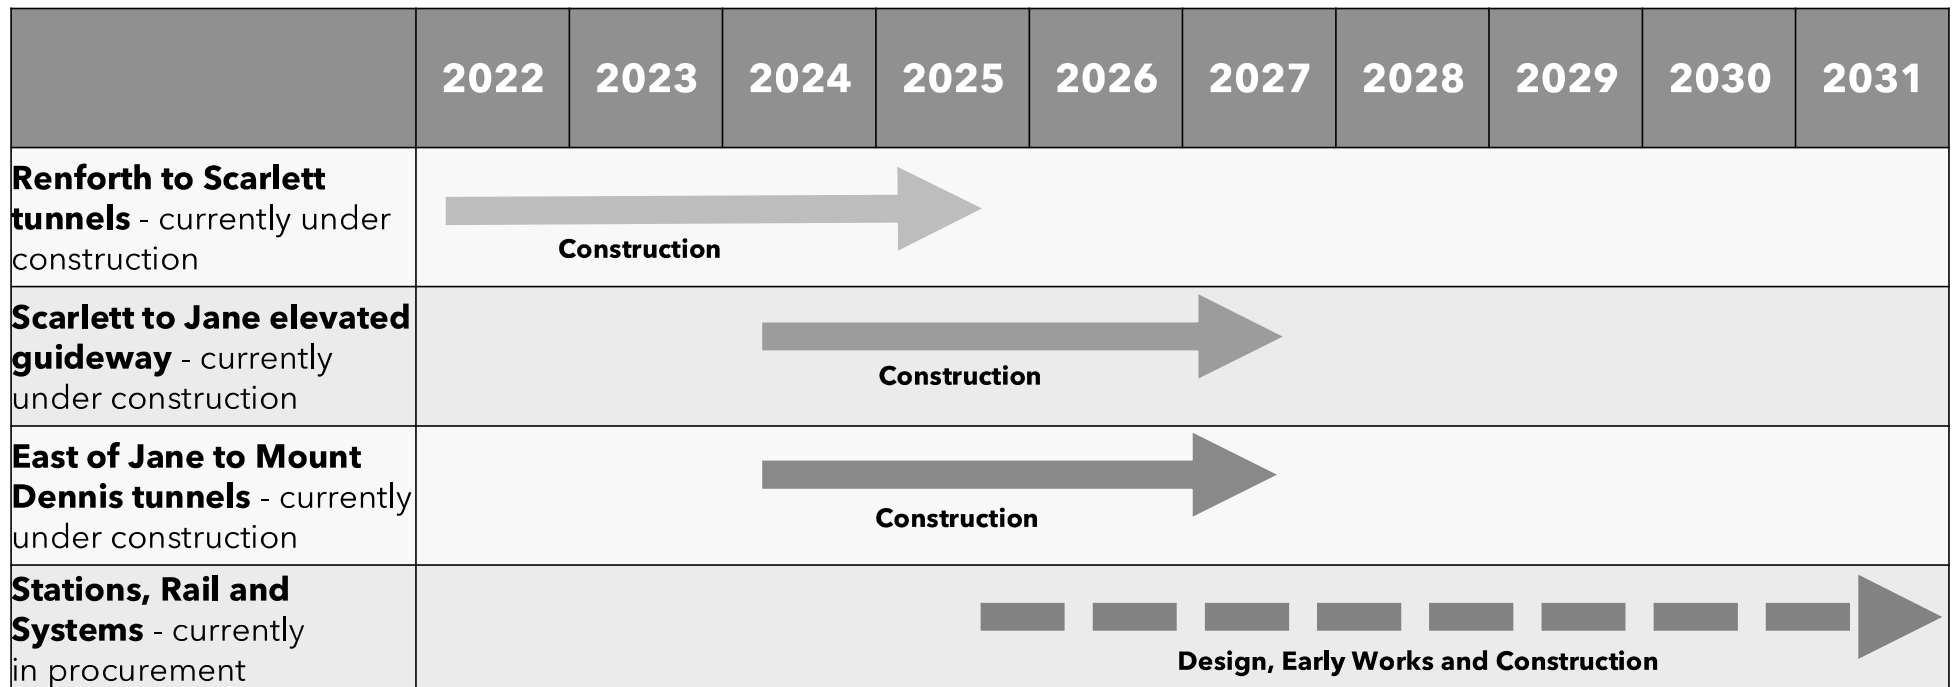 2022 2023 2024 2025 2026 2027 2028 2029 2030 2031
Renforth to Scarlett
tunnels - currently under
construction
Construction
Scarlett to Jane elevated
guideway - currently
under construction
Construction
East of Jane to Mount
Dennis tunnels - currently
under construction
Construction
Stations, Rail and
Systems - currently
in procurement
Design, Early Works and Construction